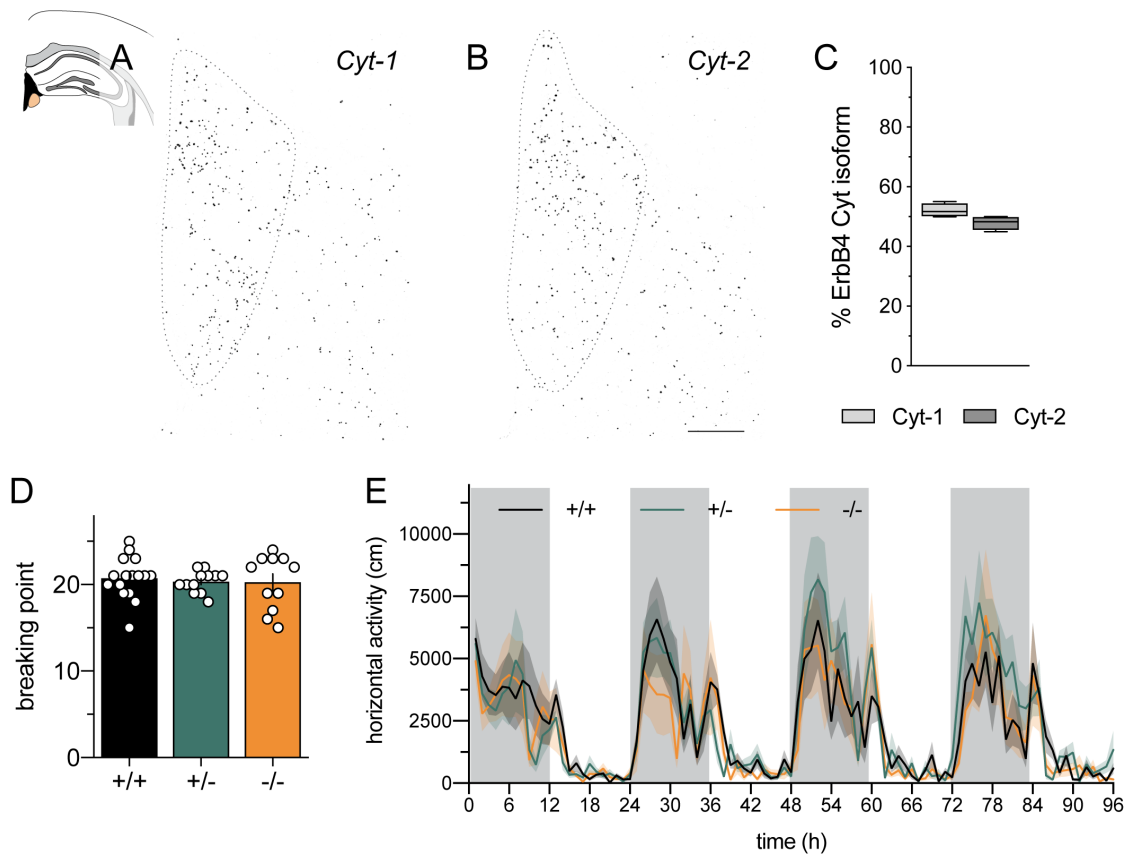 A
Cyt-1
B
Cyt-2
C
100
80
60
40
20
0
% ErbB4 Cyt isoform
Cyt-1
Cyt-2
D
20
10
0
breaking point
+/+
+/-
-/-
E
+/+
+/-
-/-
10000
7500
5000
2500
0
horizontal activity (cm)
0 6 12 18 24 30 36 42 48 54 60 66 72 78 84 90 96
time (h)